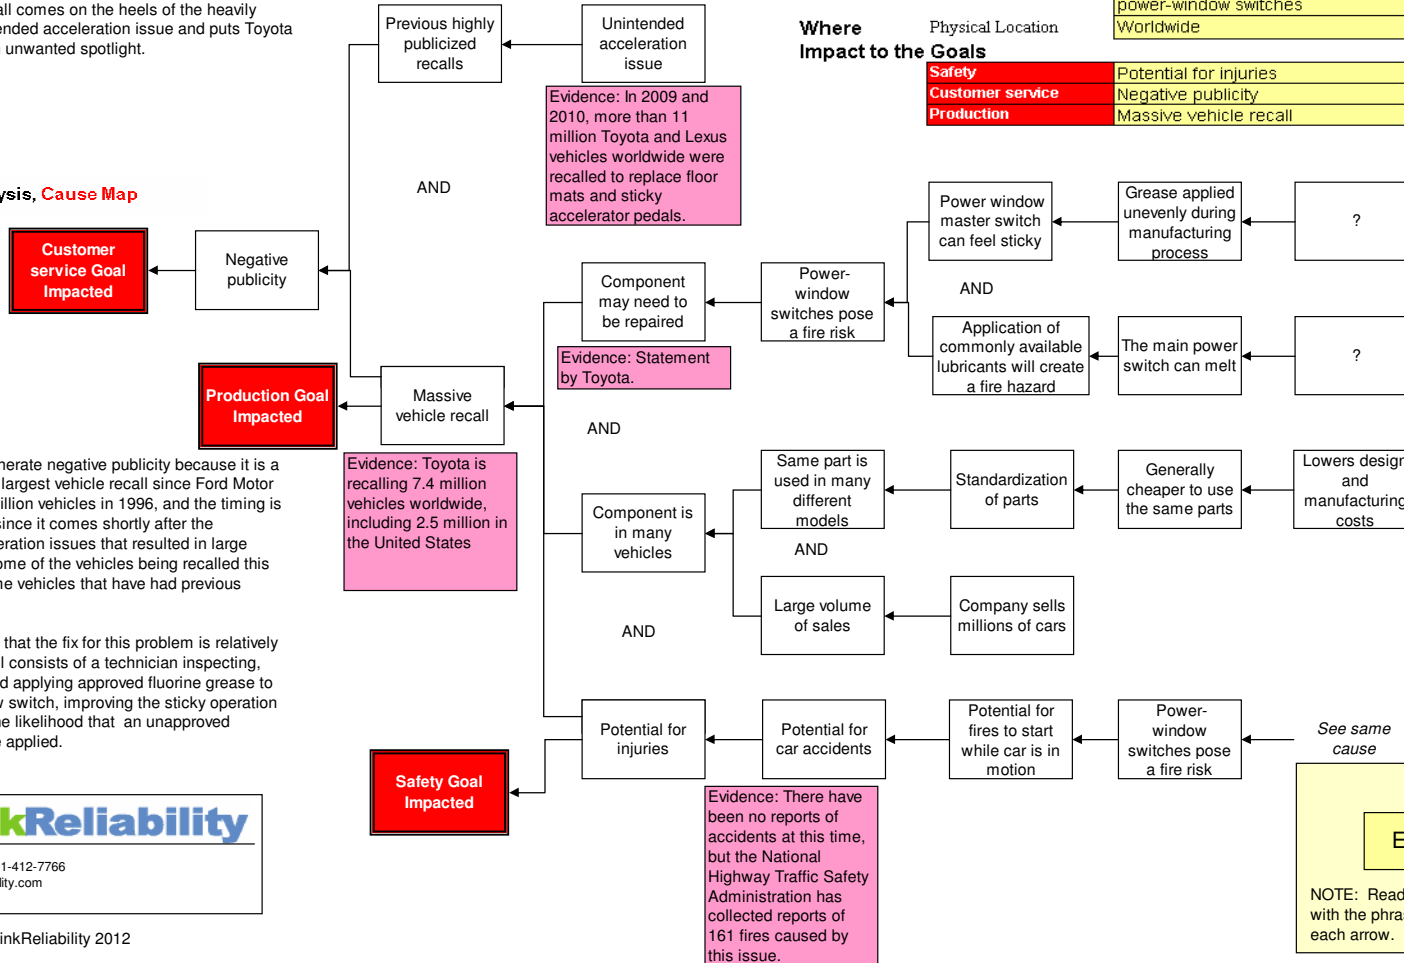 all comes on the heels of the heavily
ended acceleration issue and puts Toyota
unwanted spotlight.
Previous highly
publicized
recalls
Unintended
acceleration
issue
Evidence: In 2009 and
2010, more than 11
million Toyota and Lexus
vehicles worldwide were
recalled to replace floor
mats and sticky
accelerator pedals.
power-window switches
Where Physical Location Worldwide
Impact to the Goals
Safety Potential for injuries
Customer service Negative publicity
Production Massive vehicle recall
AND
ysis, Cause Map
Customer
service Goal
Impacted
Negative
publicity
Component
may need to
be repaired
Evidence: Statement
by Toyota.
Power-
window
switches pose
a fire risk
Power window
master switch
can feel sticky
Grease applied
unevenly during
manufacturing
process
?
AND
Application of
commonly available
lubricants will create
a fire hazard
The main power
switch can melt
?
Production Goal
Impacted
Massive
vehicle recall
Evidence: Toyota is
recalling 7.4 million
vehicles worldwide,
including 2.5 million in
the United States
AND
Component is
in many
vehicles
Same part is
used in many
different
models
Standardization
of parts
Generally
cheaper to use
the same parts
Lowers design
and
manufacturing
costs
AND
Large volume
of sales
Company sells
millions of cars
AND
nerate negative publicity because it is a
largest vehicle recall since Ford Motor
illion vehicles in 1996, and the timing is
since it comes shortly after the
eration issues that resulted in large
ome of the vehicles being recalled this
ne vehicles that have had previous
that the fix for this problem is relatively
l consists of a technician inspecting,
d applying approved fluorine grease to
w switch, improving the sticky operation
ne likelihood that an unapproved
e applied.
Potential for
injuries
Potential for
car accidents
Potential for
fires to start
while car is in
motion
Power-
window
switches pose
a fire risk
See same
cause
Safety Goal
Impacted
Evidence: There have
been no reports of
accidents at this time,
but the National
Highway Traffic Safety
Administration has
collected reports of
161 fires caused by
this issue.
kReliability
1-412-7766
lity.com
inkReliability 2012
E
NOTE: Read
with the phras
each arrow.